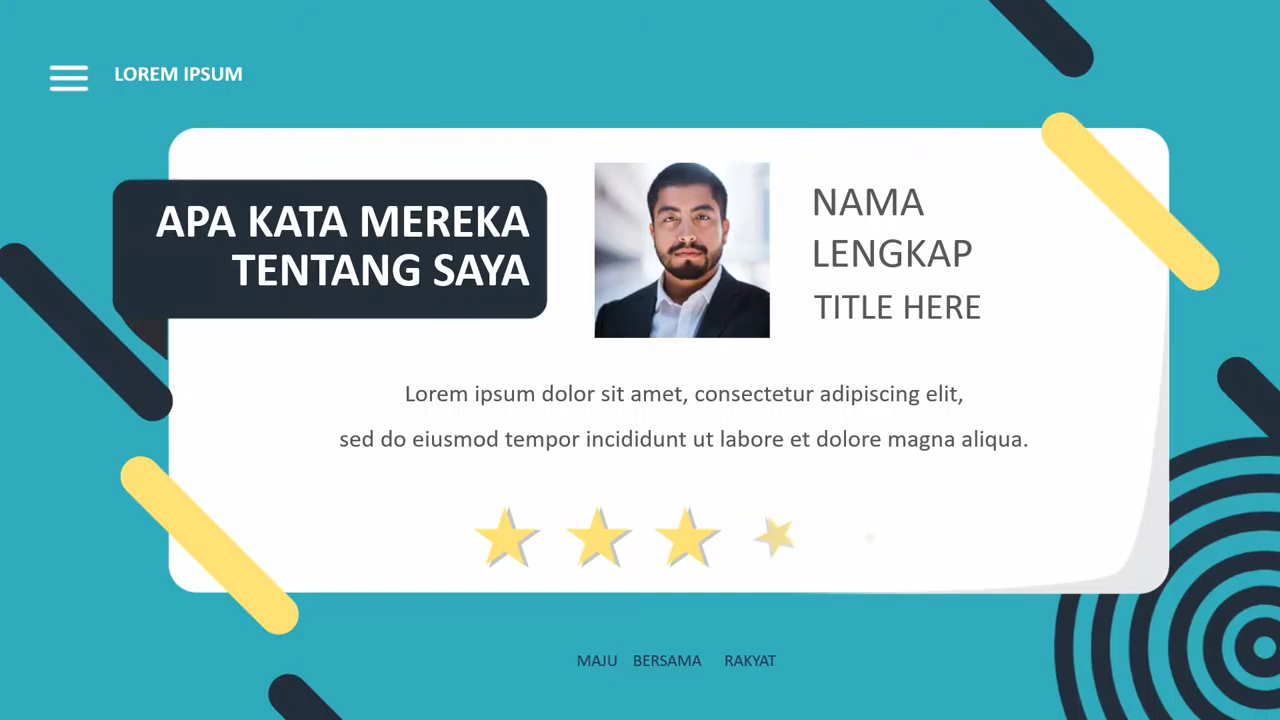 LOREM IPSUM
APA KATA MEREKA
TENTANG SAYA
NAMA
LENGKAP
TITLE HERE
Lorem ipsum dolor sit amet, consectetur adipiscing elit,
sed do eiusmod tempor incididunt ut labore et dolore magna aliqua.
MAJU BERSAMA RAKYAT